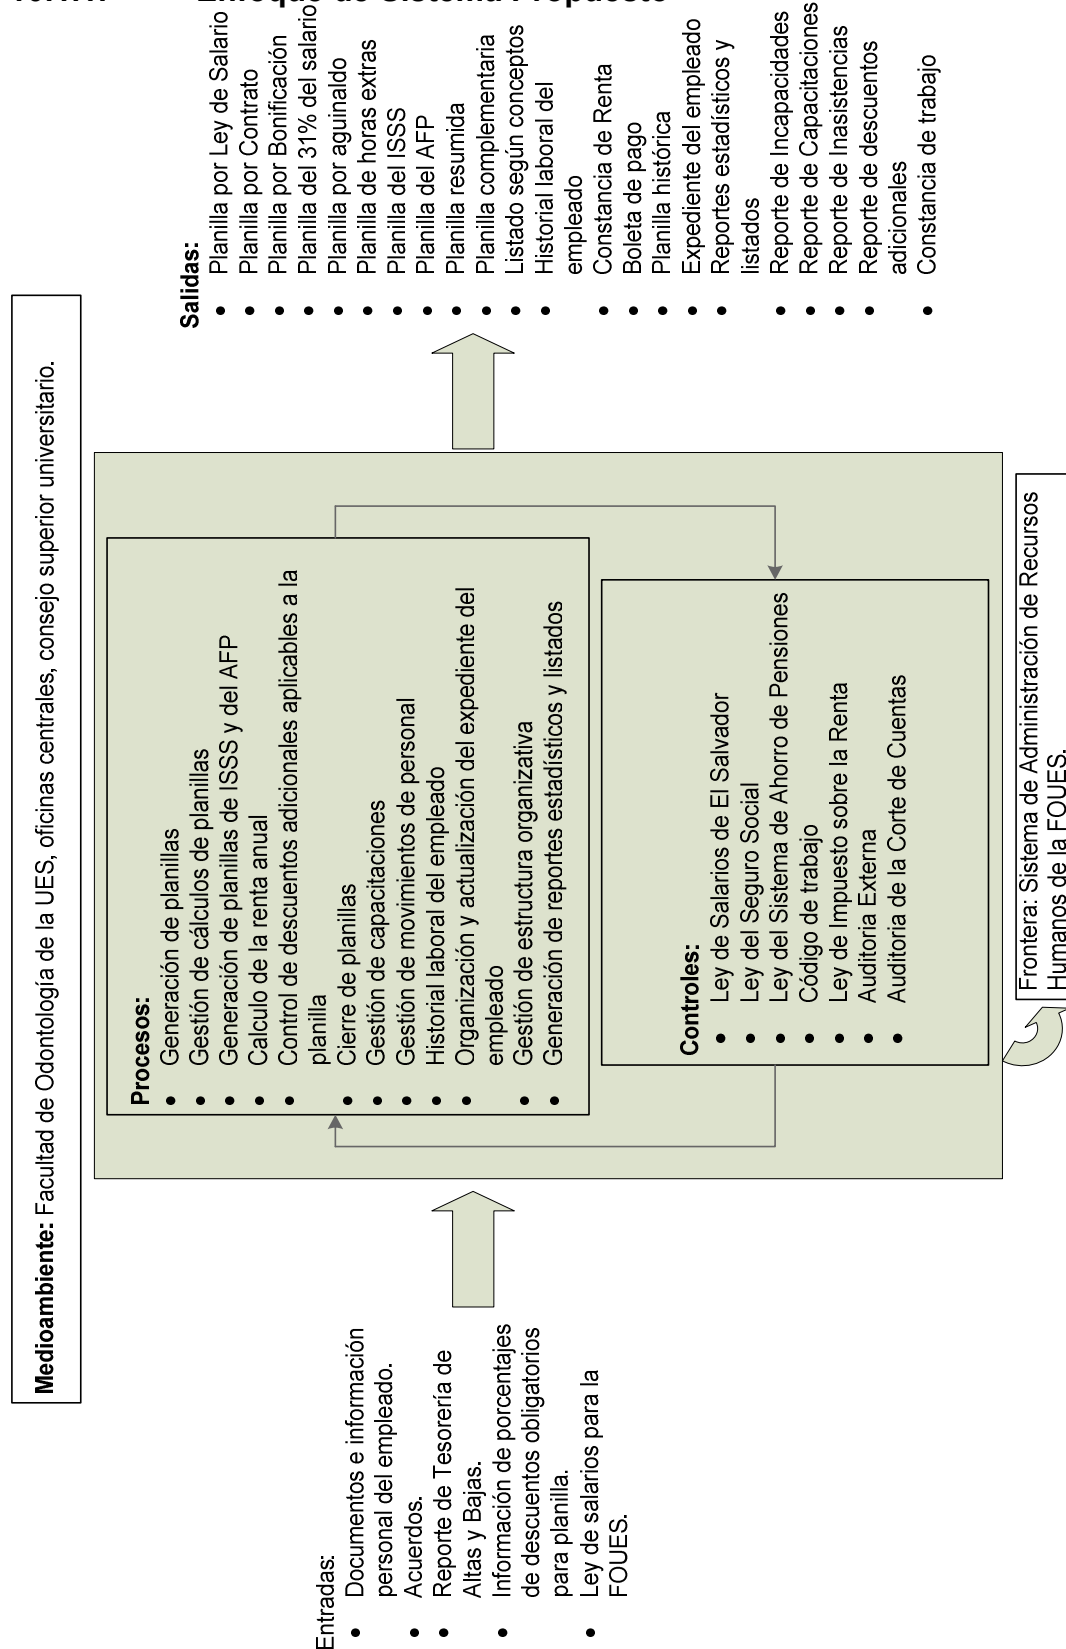 Medioambiente: Facultad de Odontología de la UES, oficinas centrales, consejo superior universitario.
Entradas:
• Documentos e información
personal del empleado.
• Acuerdos.
• Reporte de Tesorería de
Altas y Bajas.
• Información de porcentajes
de descuentos obligatorios
para planilla.
• Ley de salarios para la
FOUES.
Procesos:
• Generación de planillas
• Gestión de cálculos de planillas
• Generación de planillas de ISSS y del AFP
• Calculo de la renta anual
• Control de descuentos adicionales aplicables a la
planilla
• Cierre de planillas
• Gestión de capacitaciones
• Gestión de movimientos de personal
• Historial laboral del empleado
• Organización y actualización del expediente del
empleado
• Gestión de estructura organizativa
• Generación de reportes estadísticos y listados
Controles:
• Ley de Salarios de El Salvador
• Ley del Seguro Social
• Ley del Sistema de Ahorro de Pensiones
• Código de trabajo
• Ley de Impuesto sobre la Renta
• Auditoria Externa
• Auditoria de la Corte de Cuentas
Salidas:
• Planilla por Ley de Salario
• Planilla por Contrato
• Planilla por Bonificación
• Planilla del 31% del salario
• Planilla por aguinaldo
• Planilla de horas extras
• Planilla del ISSS
• Planilla del AFP
• Planilla resumida
• Planilla complementaria
• Listado según conceptos
• Historial laboral del
empleado
• Constancia de Renta
• Boleta de pago
• Planilla histórica
• Expediente del empleado
• Reportes estadísticos y
listados
• Reporte de Incapacidades
• Reporte de Capacitaciones
• Reporte de Inasistencias
• Reporte de descuentos
adicionales
• Constancia de trabajo
Frontera: Sistema de Administración de Recursos
Humanos de la FOUES.